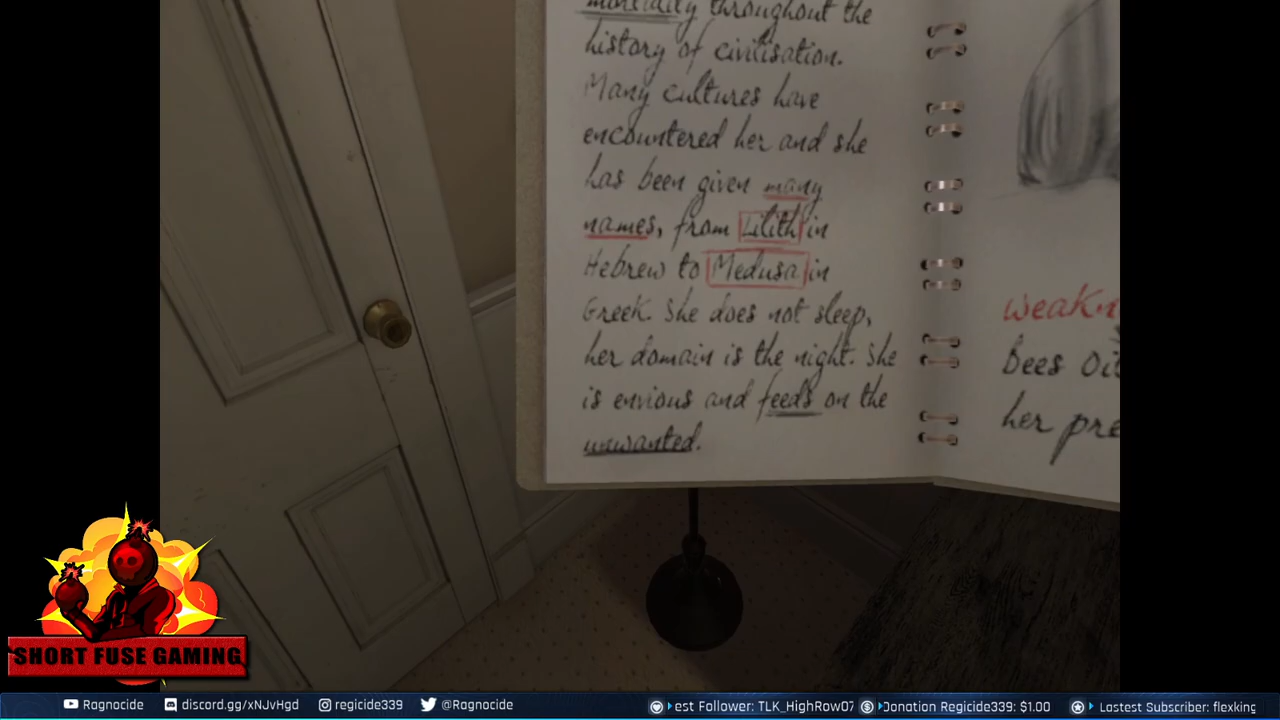 morbidity throughout the
history of civilisation.
Many cultures have
encountered her and she
has been given many
names, from Lilith in
Hebrew to Medusa in
Greek. She does not sleep,
her domain is the night. She
is envious and feeds on the
unwanted.
weakn
bees oi
her pre
SHORT FUSE GAMING
Ragnocide discord.gg/xNJvHgd regicide339 @Ragnocide est Follower: TLK_HighRow07 Donation Regicide339: $1.00 Lastest Subscriber: flexking